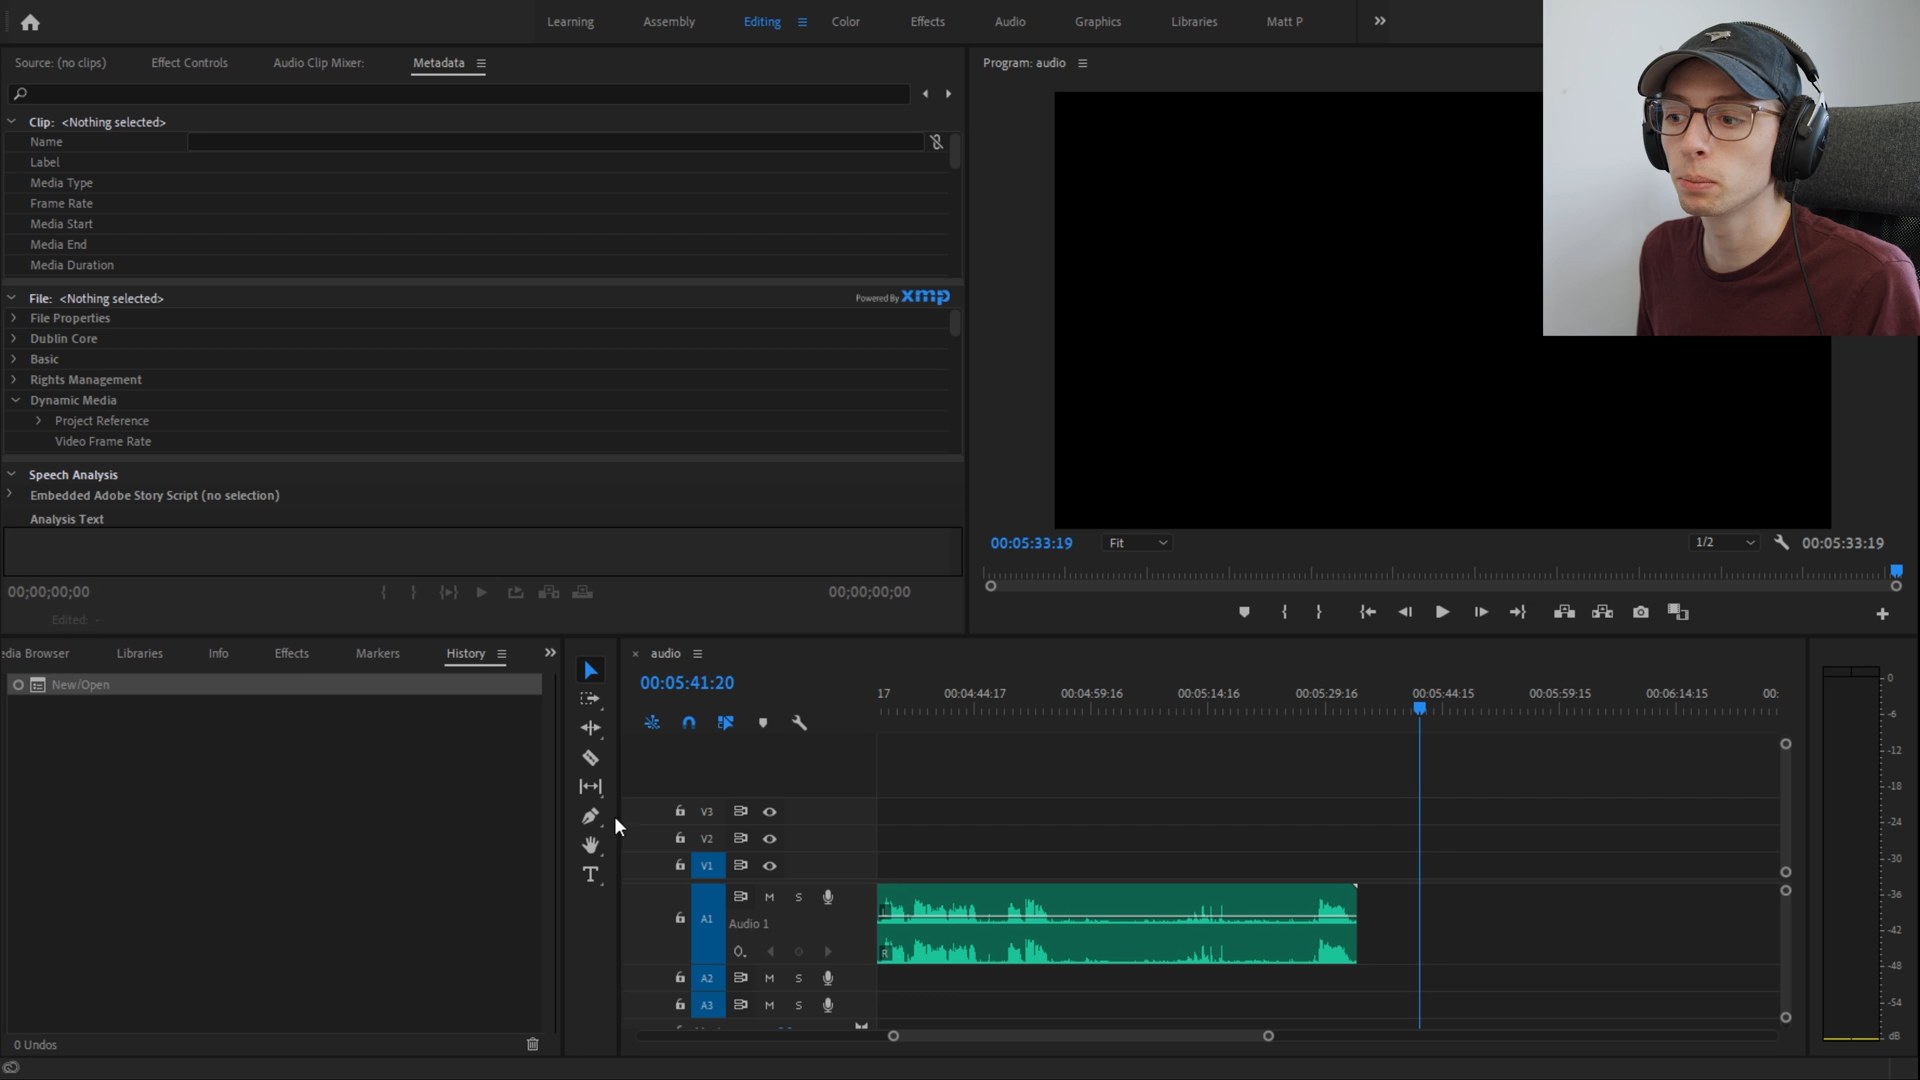 Learning Assembly Editing Color Effects Audio Graphics Libraries Matt P
Source: (no clips) Effect Controls Audio Clip Mixer: Metadata
Program: audio
Clip: <Nothing selected>
Name
Label
Media Type
Frame Rate
Media Start
Media End
Media Duration
File: <Nothing selected>
Powered By xmp
File Properties
Dublin Core
Basic
Rights Management
Dynamic Media
Project Reference
Video Frame Rate
Speech Analysis
Embedded Adobe Story Script (no selection)
Analysis Text
00:05:33:19 Fit 1/2 00:05:33:19
00;00;00;00 00;00;00;00
Edited: -
edia Browser Libraries Info Effects Markers History
New/Open
0 Undos
× audio
00:05:41:20
17 00:04:44:17 00:04:59:16 00:05:14:16 00:05:29:16 00:05:44:15 00:05:59:15 00:06:14:15 00:
V3
V2
V1
A1 M S
Audio 1
L
R
A2 M S
A3 M S
0
-6
-12
-18
-24
-30
-36
-42
-48
-54
dB